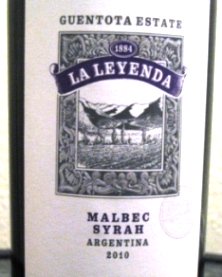 GUENTOTA ESTATE
1884
LA LEYENDA
MALBEC
SYRAH
ARGENTINA
2010